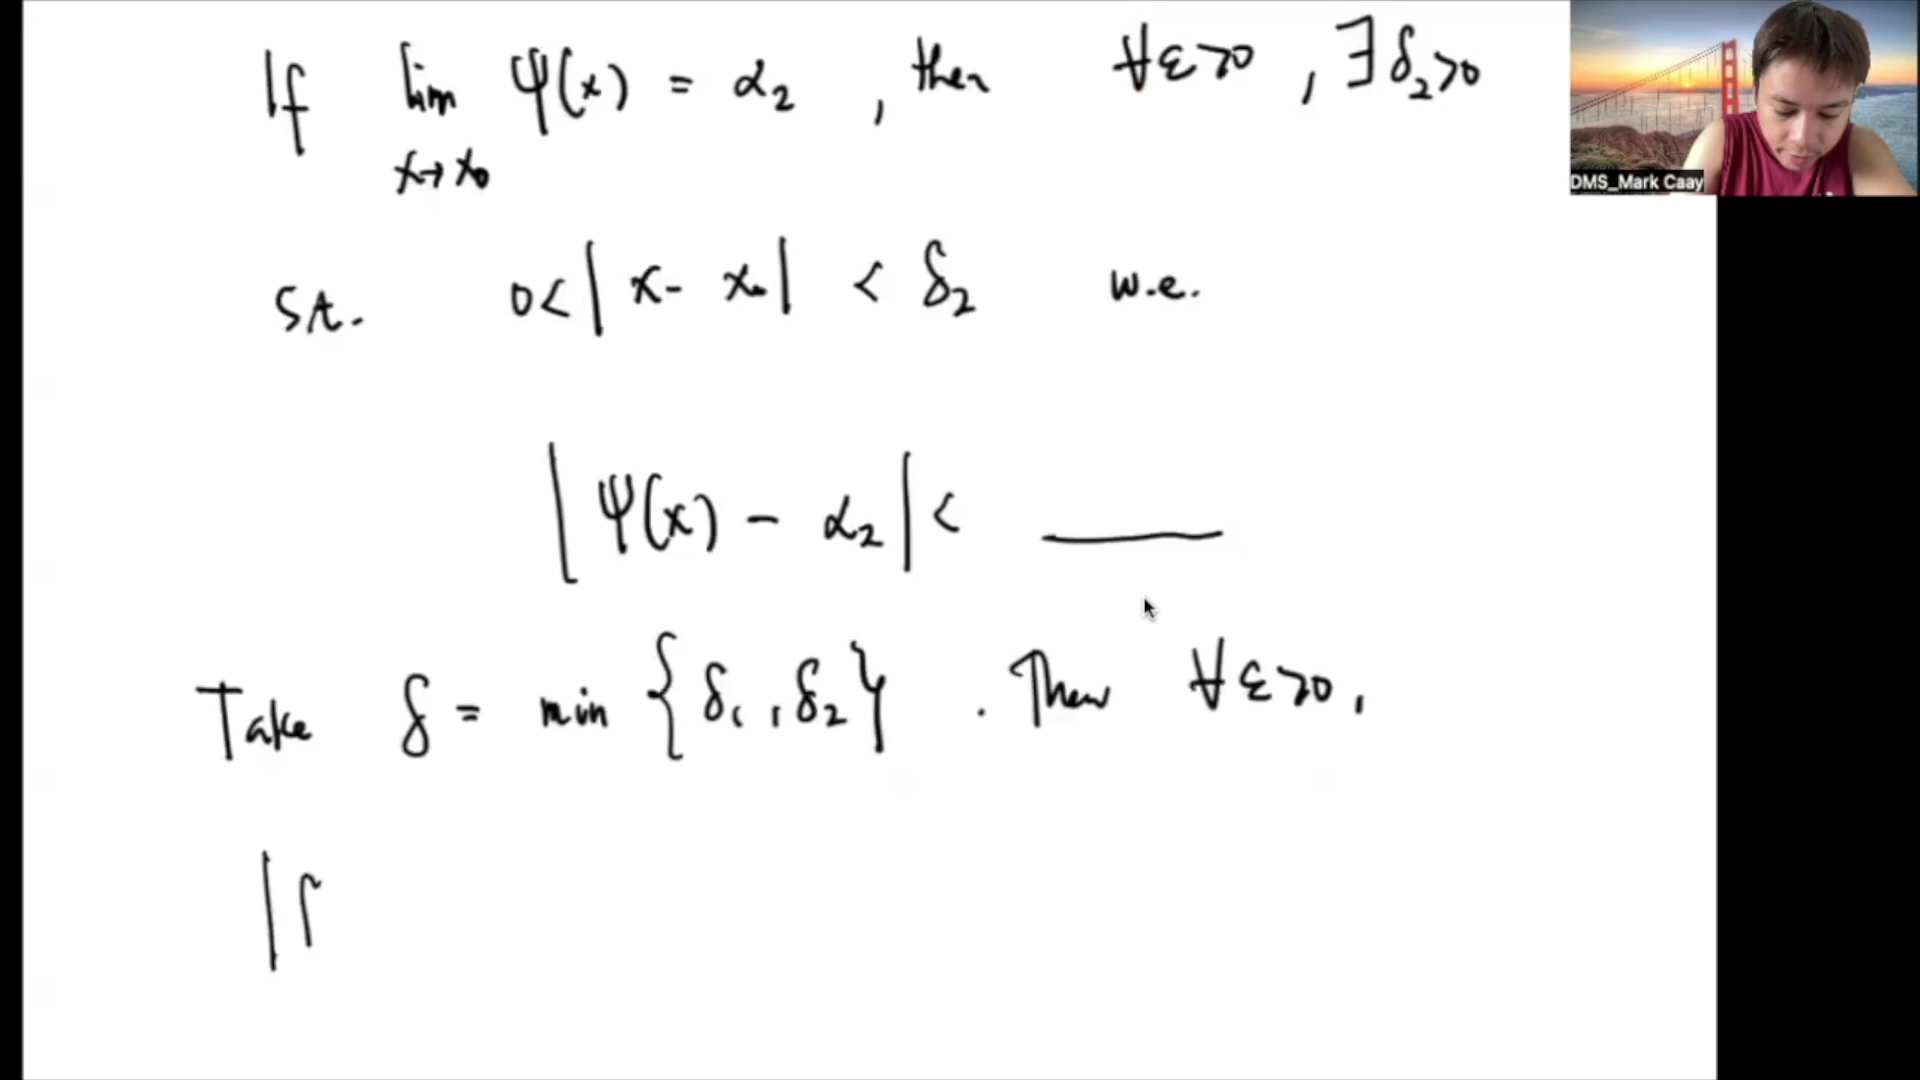 If lim ψ(x) = α₂ , then ∀ε>0 , ∃δ₂>0
x→x₀
DMS_Mark Caay
s.t. 0<|x - x₀| < δ₂ w.e.
|ψ(x) - α₂| < ____
Take δ = min {δ₁, δ₂} . Then ∀ε>0,
|[